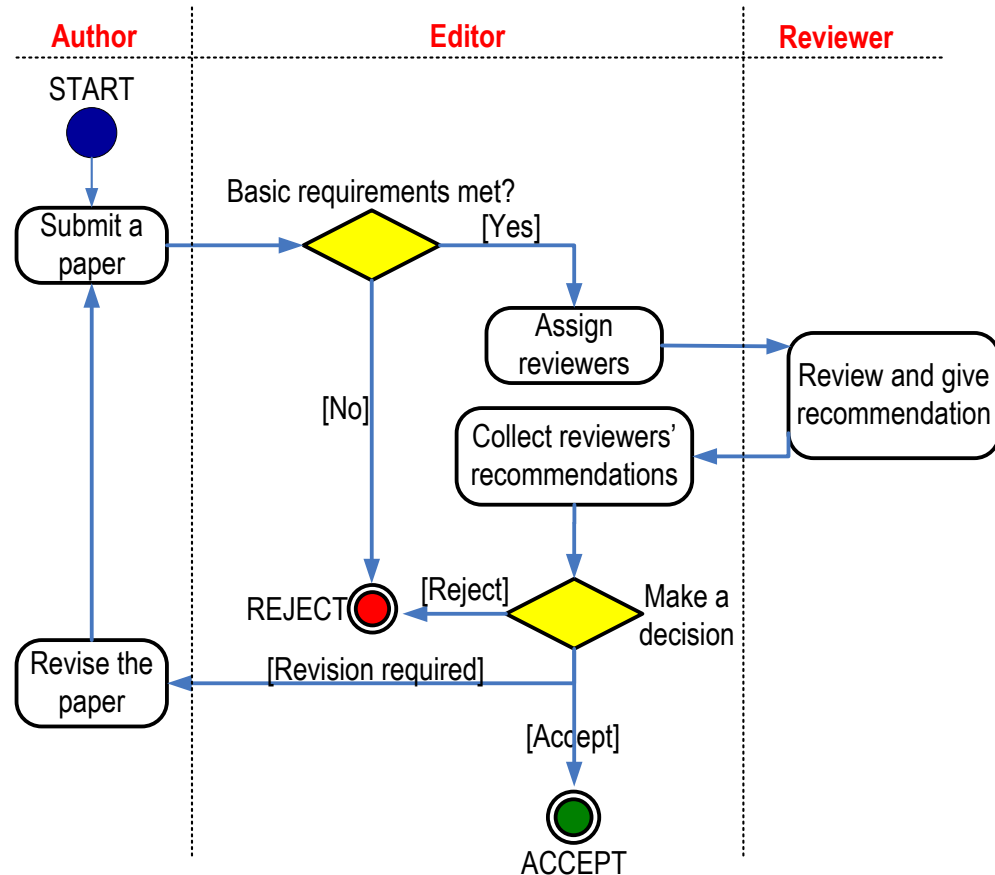 Author
Editor
Reviewer
START
Basic requirements met?
Submit a
paper
[Yes]
Assign
reviewers
Review and give
recommendation
[No]
Collect reviewers’
recommendations
REJECT
[Reject]
Make a
decision
Revise the
paper
[Revision required]
[Accept]
ACCEPT